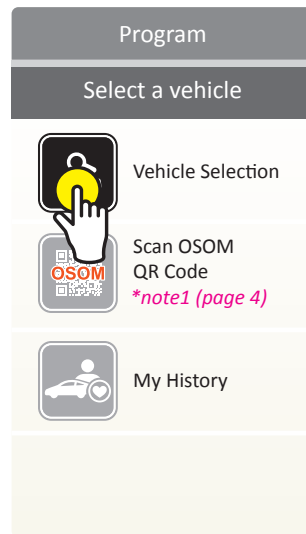 Program
Select a vehicle
Vehicle Selection
Scan OSOM
QR Code
*note1 (page 4)
OSOM
My History